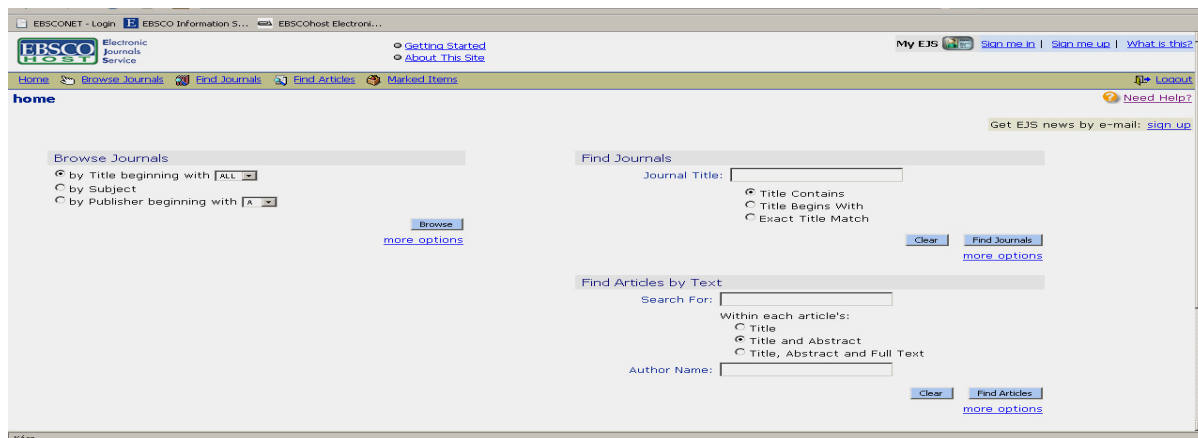 EBSCONET - Login EBSCO Information S... EBSCOhost Electroni...
EBSCO HOST Electronic Journals Service
Getting Started
About This Site
My EJS Sign me in | Sign me up | What is this?
Home Browse Journals Find Journals Find Articles Marked Items Logout
home
Need Help?
Get EJS news by e-mail: sign up
Browse Journals
by Title beginning with ALL
by Subject
by Publisher beginning with A
Browse
more options
Find Journals
Journal Title:
Title Contains
Title Begins With
Exact Title Match
Clear Find Journals
more options
Find Articles by Text
Search For:
Within each article's:
Title
Title and Abstract
Title, Abstract and Full Text
Author Name:
Clear Find Articles
more options